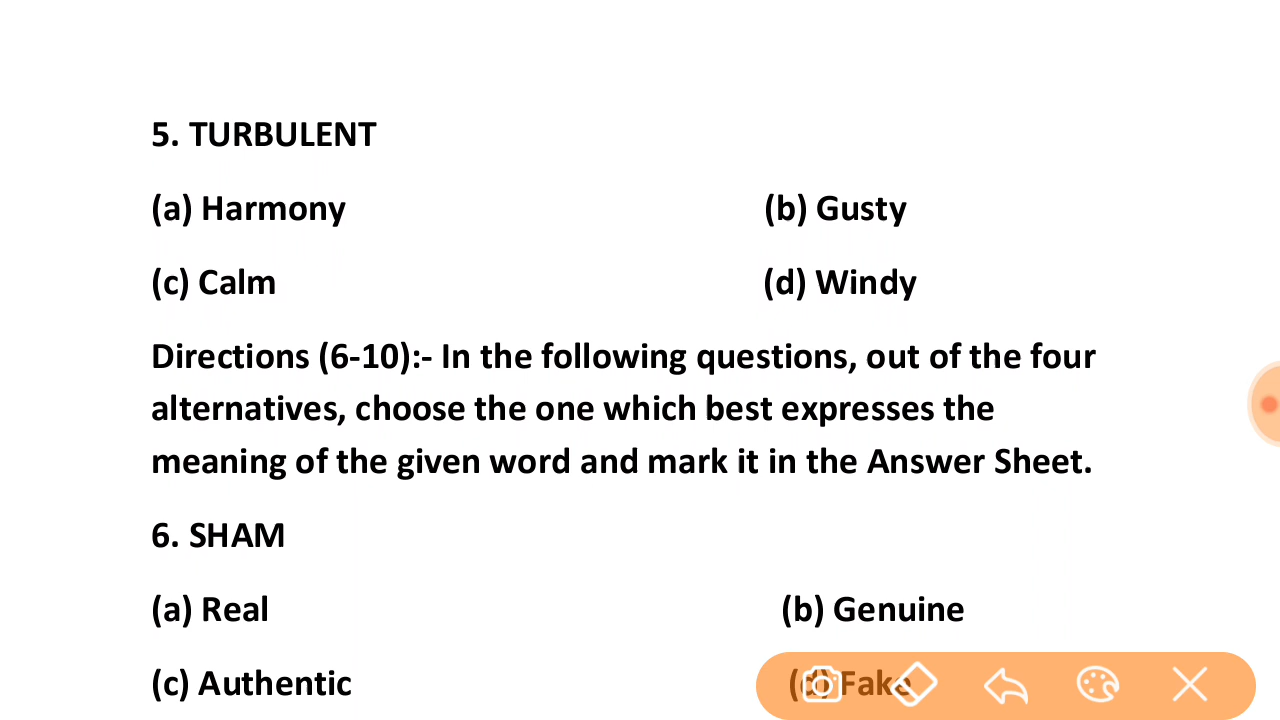 5. TURBULENT
(a) Harmony (b) Gusty
(c) Calm (d) Windy
Directions (6-10):- In the following questions, out of the four
alternatives, choose the one which best expresses the
meaning of the given word and mark it in the Answer Sheet.
6. SHAM
(a) Real (b) Genuine
(c) Authentic (d) Fake